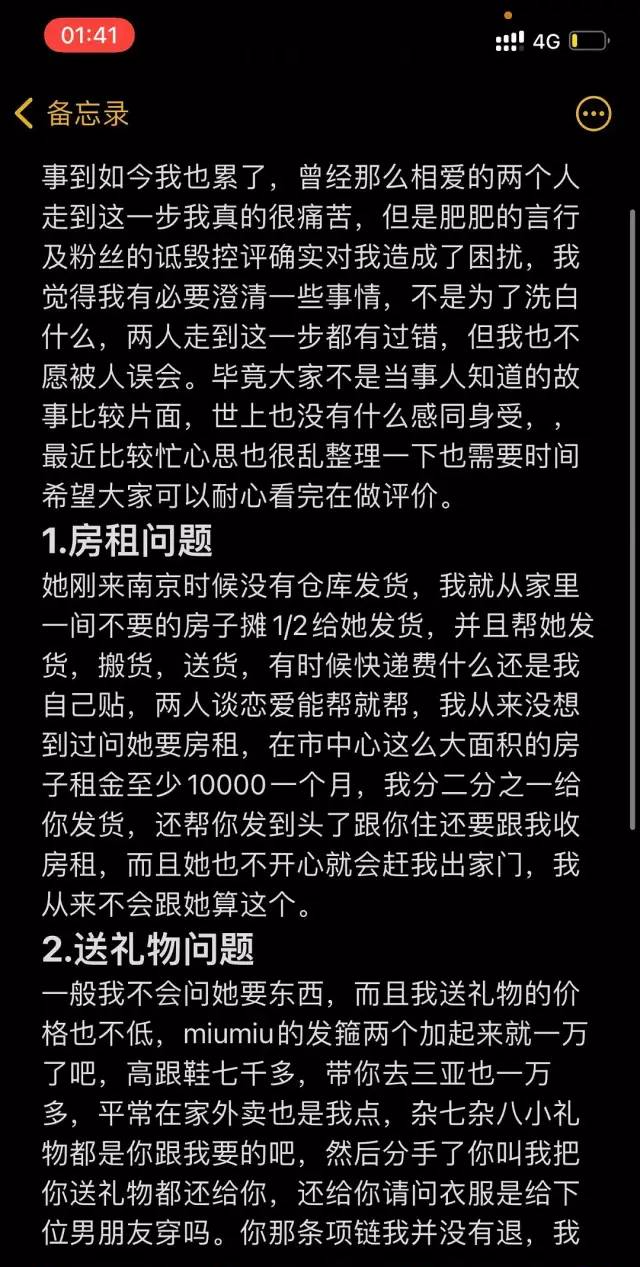 01:41
4G
备忘录
事到如今我也累了，曾经那么相爱的两个人
走到这一步我真的很痛苦，但是肥肥的言行
及粉丝的诋毁控评确实对我造成了困扰，我
觉得我有必要澄清一些事情，不是为了洗白
什么，两人走到这一步都有过错，但我也不
愿被人误会。毕竟大家不是当事人知道的故
事比较片面，世上也没有什么感同身受，，
最近比较忙心思也很乱整理一下也需要时间
希望大家可以耐心看完在做评价。
1.房租问题
她刚来南京时候没有仓库发货，我就从家里
一间不要的房子摊1/2给她发货，并且帮她发
货，搬货，送货，有时候快递费什么还是我
自己贴，两人谈恋爱能帮就帮，我从来没想
到过问她要房租，在市中心这么大面积的房
子租金至少10000一个月，我分二分之一给
你发货，还帮你发到头了跟你住还要跟我收
房租，而且她也不开心就会赶我出家门，我
从来不会跟她算这个。
2.送礼物问题
一般我不会问她要东西，而且我送礼物的价
格也不低，miumiu的发箍两个加起来就一万
了吧，高跟鞋七千多，带你去三亚也一万
多，平常在家外卖也是我点，杂七杂八小礼
物都是你跟我要的吧，然后分手了你叫我把
你送礼物都还给你，还给你请问衣服是给下
位男朋友穿吗。你那条项链我并没有退，我